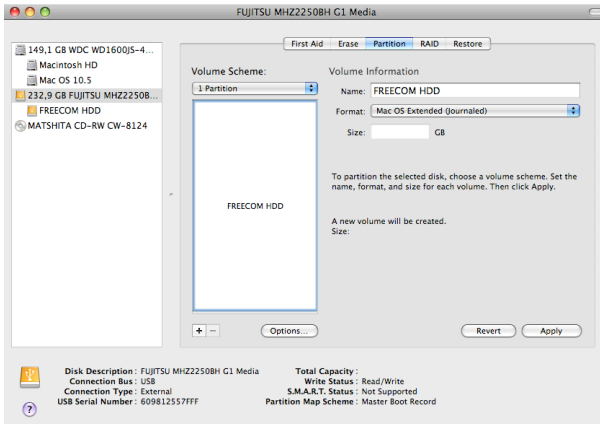 FUJITSU MHZ2250BH G1 Media
149,1 GB WDC WD1600JS-4...
Macintosh HD
Mac OS 10.5
232,9 GB FUJITSU MHZ2250B...
FREECOM HDD
MATSHITA CD-RW CW-8124
First Aid Erase Partition RAID Restore
Volume Scheme:
1 Partition
FREECOM HDD
+ − Options...
Volume Information
Name: FREECOM HDD
Format: Mac OS Extended (Journaled)
Size: GB
To partition the selected disk, choose a volume scheme. Set the
name, format, and size for each volume. Then click Apply.
A new volume will be created.
Size:
Revert Apply
Disk Description : FUJITSU MHZ2250BH G1 Media
Connection Bus : USB
Connection Type : External
USB Serial Number : 609812557FFF
Total Capacity :
Write Status : Read/Write
S.M.A.R.T. Status : Not Supported
Partition Map Scheme : Master Boot Record
?